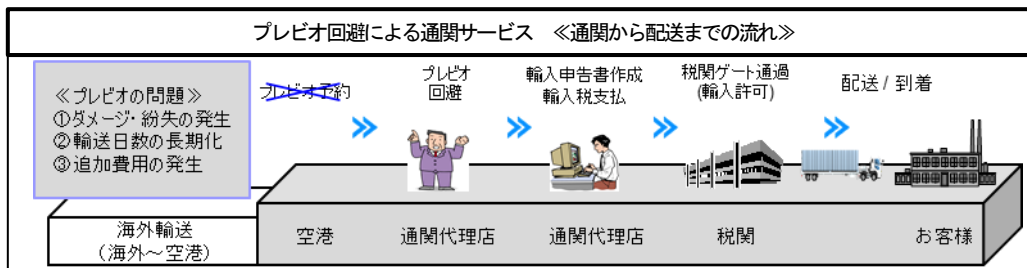 プレビオ回避による通関サービス　≪通関から配送までの流れ≫
≪プレビオの問題≫
①ダメージ・紛失の発生
②輸送日数の長期化
③追加費用の発生
プレビオ予約
プレビオ
回避
輸入申告書作成
輸入税支払
税関ゲート通過
(輸入許可)
配送 / 到着
海外輸送
(海外～空港)
空港
通関代理店
通関代理店
税関
お客様